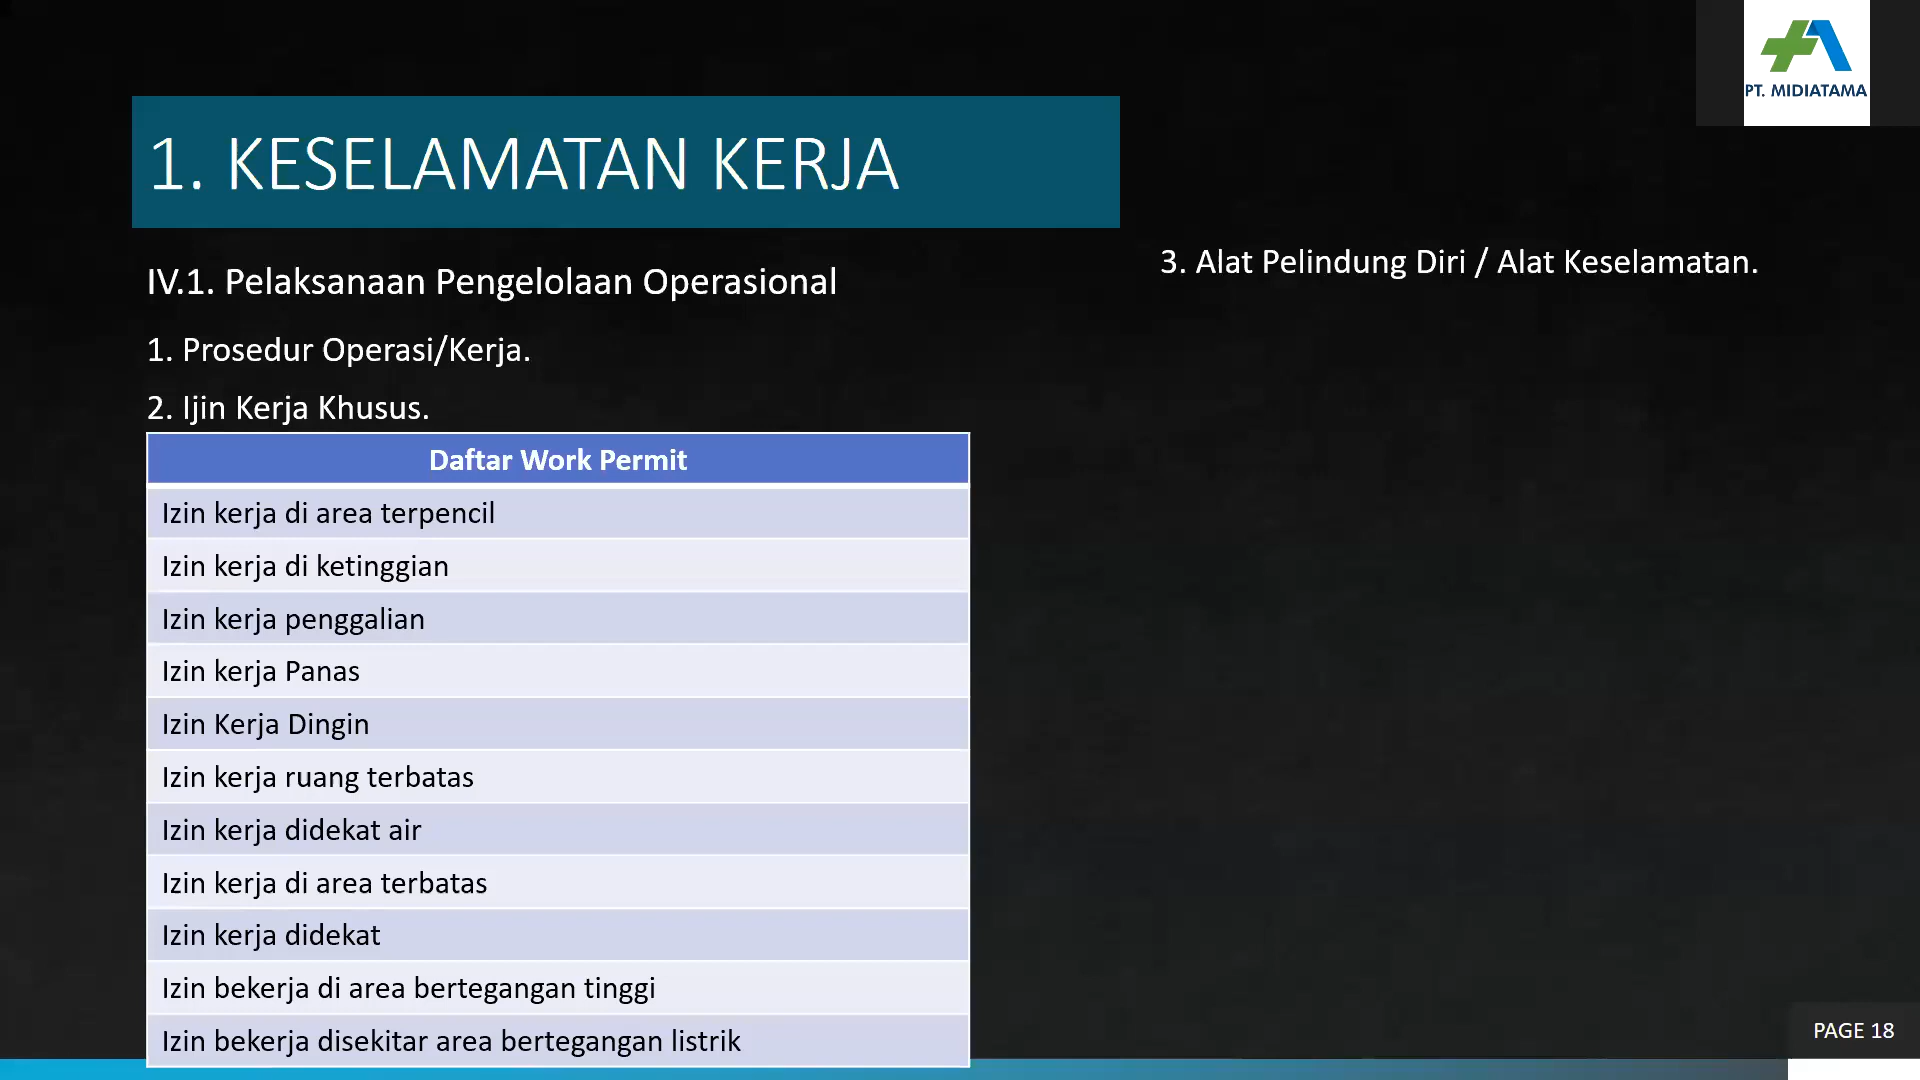 PT. MIDIATAMA
1. KESELAMATAN KERJA
IV.1. Pelaksanaan Pengelolaan Operasional
1. Prosedur Operasi/Kerja.
2. Ijin Kerja Khusus.
Daftar Work Permit
Izin kerja di area terpencil
Izin kerja di ketinggian
Izin kerja penggalian
Izin kerja Panas
Izin Kerja Dingin
Izin kerja ruang terbatas
Izin kerja didekat air
Izin kerja di area terbatas
Izin kerja didekat
Izin bekerja di area bertegangan tinggi
Izin bekerja disekitar area bertegangan listrik
3. Alat Pelindung Diri / Alat Keselamatan.
PAGE 18